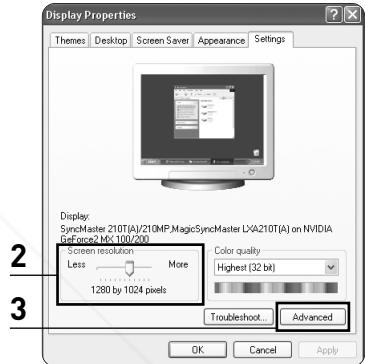 Display Properties
Themes Desktop Screen Saver Appearance Settings
Display:
SyncMaster 210T(A)/210MP,MagicSyncMaster LXA210T(A) on NVIDIA
GeForce2 MX 100/200
2
Screen resolution
Less More
1280 by 1024 pixels
Color quality
Highest (32 bit)
3
Troubleshoot... Advanced
OK Cancel Apply